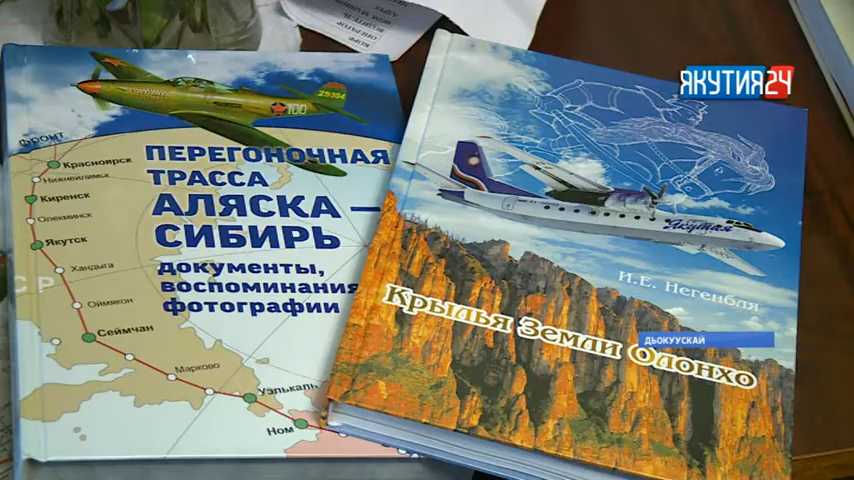 ЯКУТИЯ24
25904
100
ФРОНТ
Красноярск
Нижнеилимск
Киренск
Олекминск
Якутск
Хандыга
Оймякон
Сеймчан
Марково
Уэлькаль
Ном
ПЕРЕГОНОЧНАЯ
ТРАССА
АЛЯСКА —
СИБИРЬ
документы,
воспоминания
фотографии
Якутия
И.Е. Негенбля
Крылья Земли Олонхо
ДЬОКУУСКАЙ